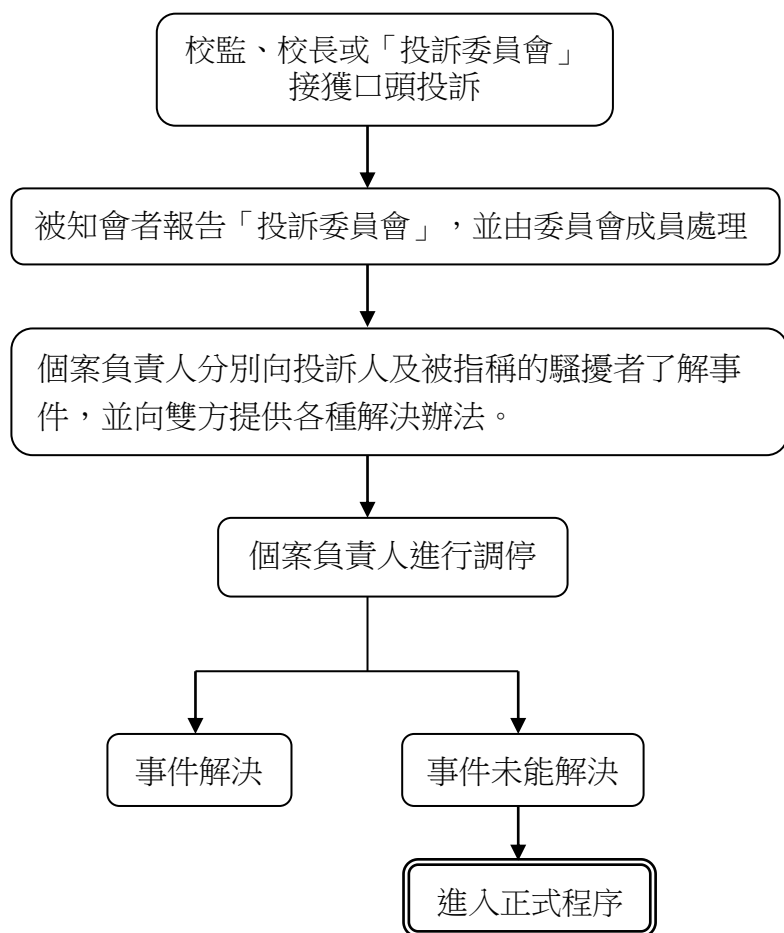 校監、校長或「投訴委員會」
接獲口頭投訴
被知會者報告「投訴委員會」，並由委員會成員處理
個案負責人分別向投訴人及被指稱的騷擾者了解事
件，並向雙方提供各種解決辦法。
個案負責人進行調停
事件解決
事件未能解決
進入正式程序